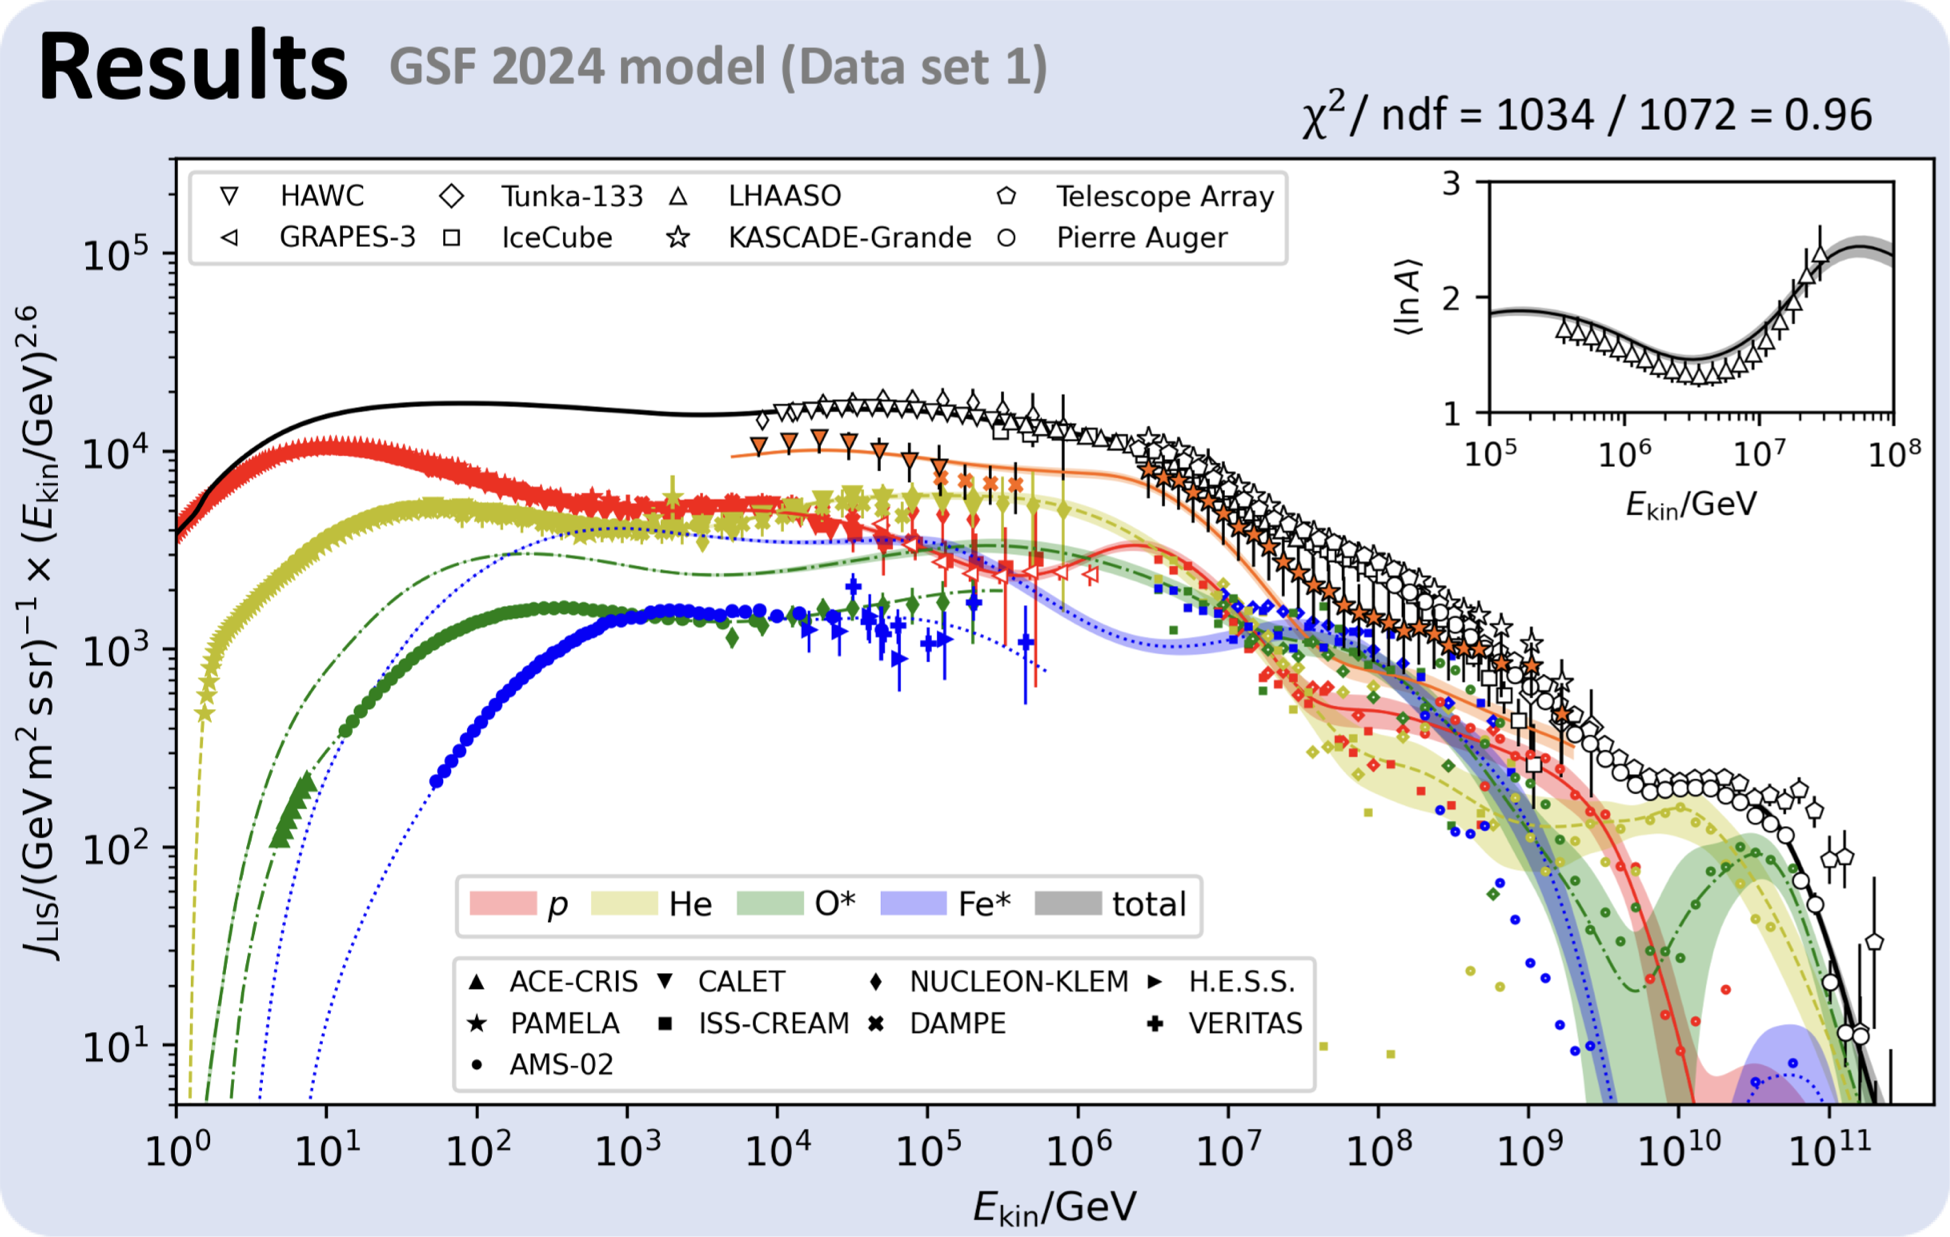 Results GSF 2024 model (Data set 1)
χ²/ ndf = 1034 / 1072 = 0.96
HAWC Tunka-133 LHAASO Telescope Array
GRAPES-3 IceCube KASCADE-Grande Pierre Auger
10⁵
10⁴
10³
10²
10¹
J_LIS/(GeV m² s sr)⁻¹ × (E_kin/GeV)^2.6
3
2
1
⟨ln A⟩
10⁵ 10⁶ 10⁷ 10⁸
E_kin/GeV
p He O* Fe* total
ACE-CRIS CALET NUCLEON-KLEM H.E.S.S.
PAMELA ISS-CREAM DAMPE VERITAS
AMS-02
10⁰ 10¹ 10² 10³ 10⁴ 10⁵ 10⁶ 10⁷ 10⁸ 10⁹ 10¹⁰ 10¹¹
E_kin/GeV